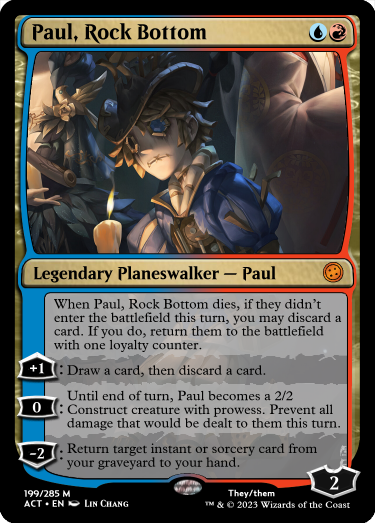 Paul, Rock Bottom
Legendary Planeswalker — Paul
When Paul, Rock Bottom dies, if they didn't
enter the battlefield this turn, you may discard a
card. If you do, return them to the battlefield
with one loyalty counter.
+1 : Draw a card, then discard a card.
Until end of turn, Paul becomes a 2/2
0 : Construct creature with prowess. Prevent all
damage that would be dealt to them this turn.
-2 : Return target instant or sorcery card from
your graveyard to your hand.
2
199/285 M They/them
ACT • EN LIN CHANG ™ & © 2023 Wizards of the Coast